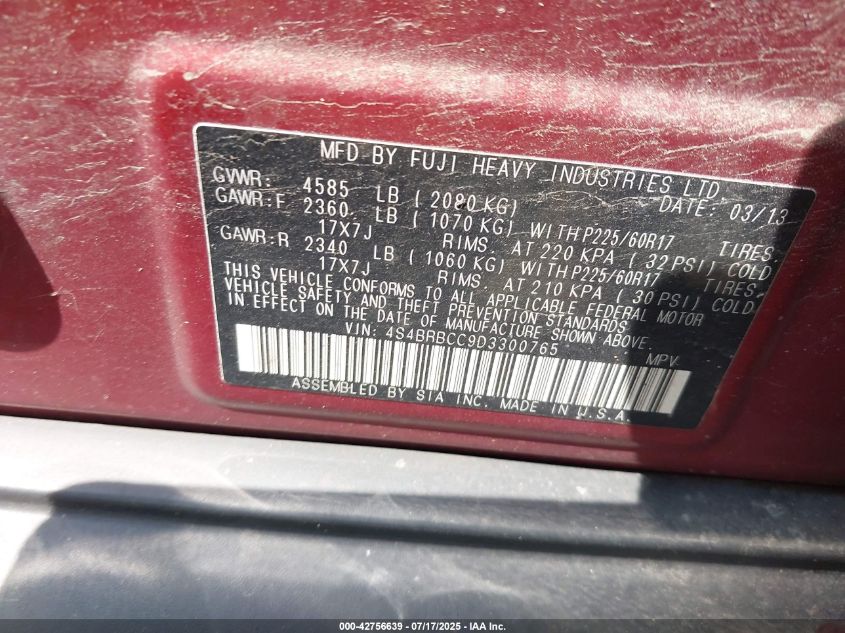 MFD BY FUJI HEAVY INDUSTRIES LTD
GVWR: 4585 LB (2080 KG) DATE: 03/13
GAWR:F 2360 LB (1070 KG) WITH P225/60R17 TIRES,
17X7J RIMS. AT 220 KPA (32 PSI) COLD
GAWR:R 2340 LB (1060 KG) WITH P225/60R17 TIRES,
17X7J RIMS. AT 210 KPA (30 PSI) COLD
THIS VEHICLE CONFORMS TO ALL APPLICABLE FEDERAL MOTOR
VEHICLE SAFETY AND THEFT PREVENTION STANDARDS
IN EFFECT ON THE DATE OF MANUFACTURE SHOWN ABOVE.
VIN: 4S4BRBCC9D3300765 MPV
ASSEMBLED BY SIA INC. MADE IN U.S.A.
000-42756639 - 07/17/2025 - IAA Inc.